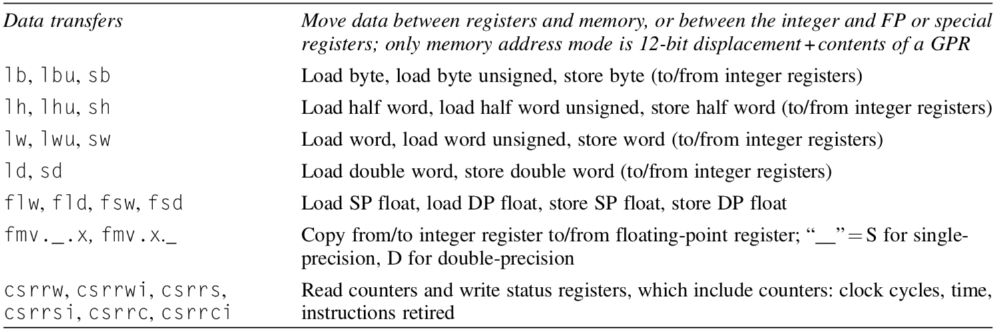 Data transfers Move data between registers and memory, or between the integer and FP or special
registers; only memory address mode is 12-bit displacement+contents of a GPR
lb, lbu, sb Load byte, load byte unsigned, store byte (to/from integer registers)
lh, lhu, sh Load half word, load half word unsigned, store half word (to/from integer registers)
lw, lwu, sw Load word, load word unsigned, store word (to/from integer registers)
ld, sd Load double word, store double word (to/from integer registers)
flw, fld, fsw, fsd Load SP float, load DP float, store SP float, store DP float
fmv._.x, fmv.x._ Copy from/to integer register to/from floating-point register; “__”=S for single-
precision, D for double-precision
csrrw, csrrwi, csrrs, Read counters and write status registers, which include counters: clock cycles, time,
csrrsi, csrrc, csrrci instructions retired